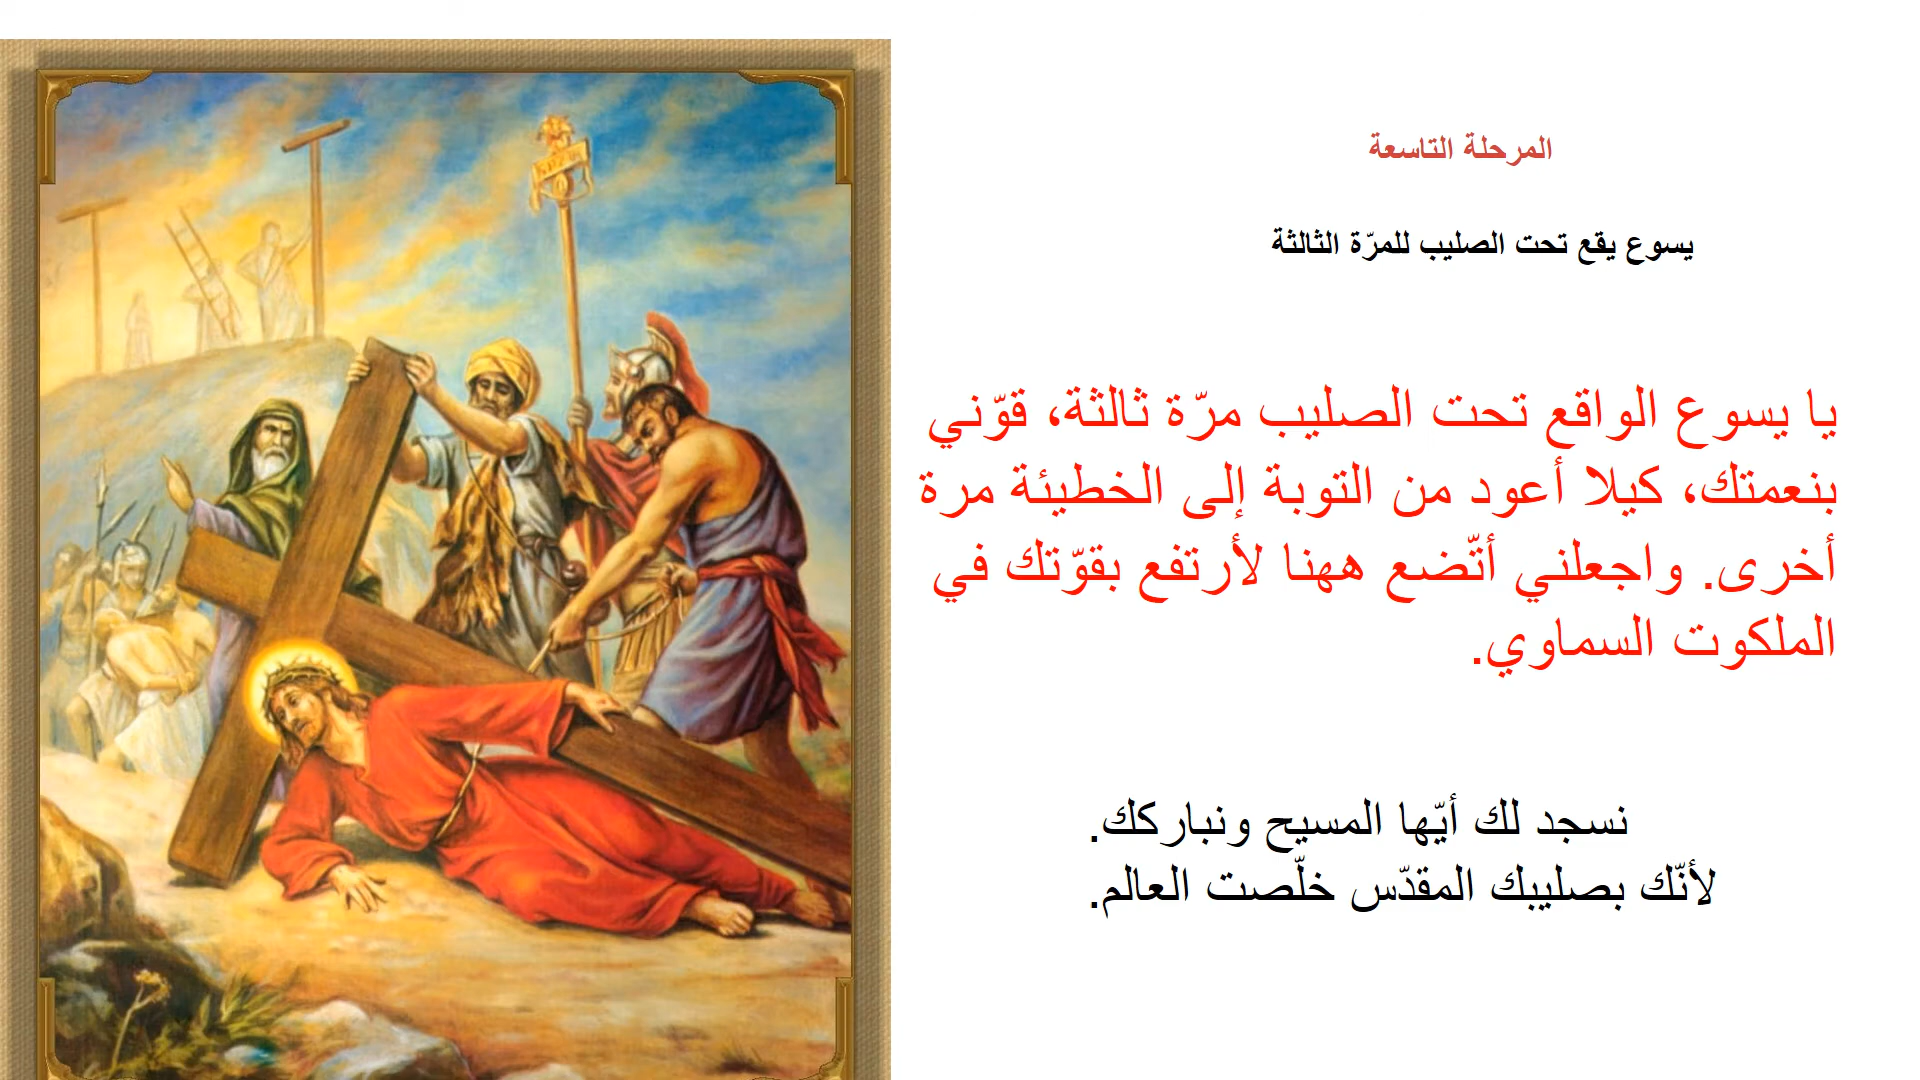 المرحلة التاسعة
يسوع يقع تحت الصليب للمرّة الثالثة
يا يسوع الواقع تحت الصليب مرّة ثالثة، قوّني
بنعمتك، كيلا أعود من التوبة إلى الخطيئة مرة
أخرى. واجعلني أتّضع ههنا لأرتفع بقوّتك في
الملكوت السماوي.
نسجد لك أيّها المسيح ونباركك.
لأنّك بصليبك المقدّس خلّصت العالم.